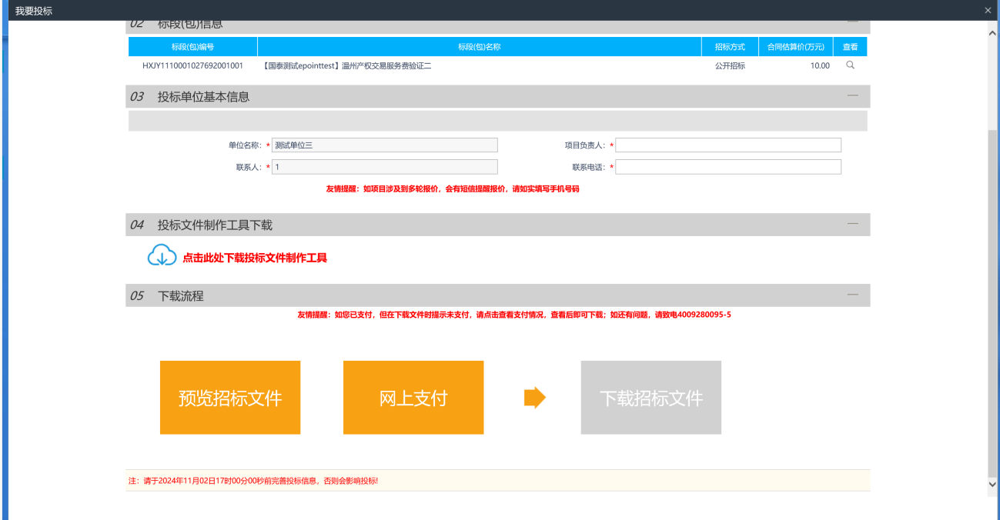 我要投标
02 标段(包)信息
标段(包)编号 标段(包)名称 招标方式 合同估算价(万元) 查看
HXJY1110001027692001001 【国泰测试epointtest】温州产权交易服务费验证二 公开招标 10.00
03 投标单位基本信息
单位名称：* 测试单位三 项目负责人：*
联系人：* 1 联系电话：*
友情提醒：如项目涉及到多轮报价，会有短信提醒报价，请如实填写手机号码
04 投标文件制作工具下载
点击此处下载投标文件制作工具
05 下载流程
友情提醒：如您已支付，但在下载文件时提示未支付，请点击查看支付情况，查看后即可下载；如还有问题，请致电4009280095-5
预览招标文件 网上支付 下载招标文件
注：请于2024年11月02日17时00分00秒前完善投标信息，否则会影响投标!